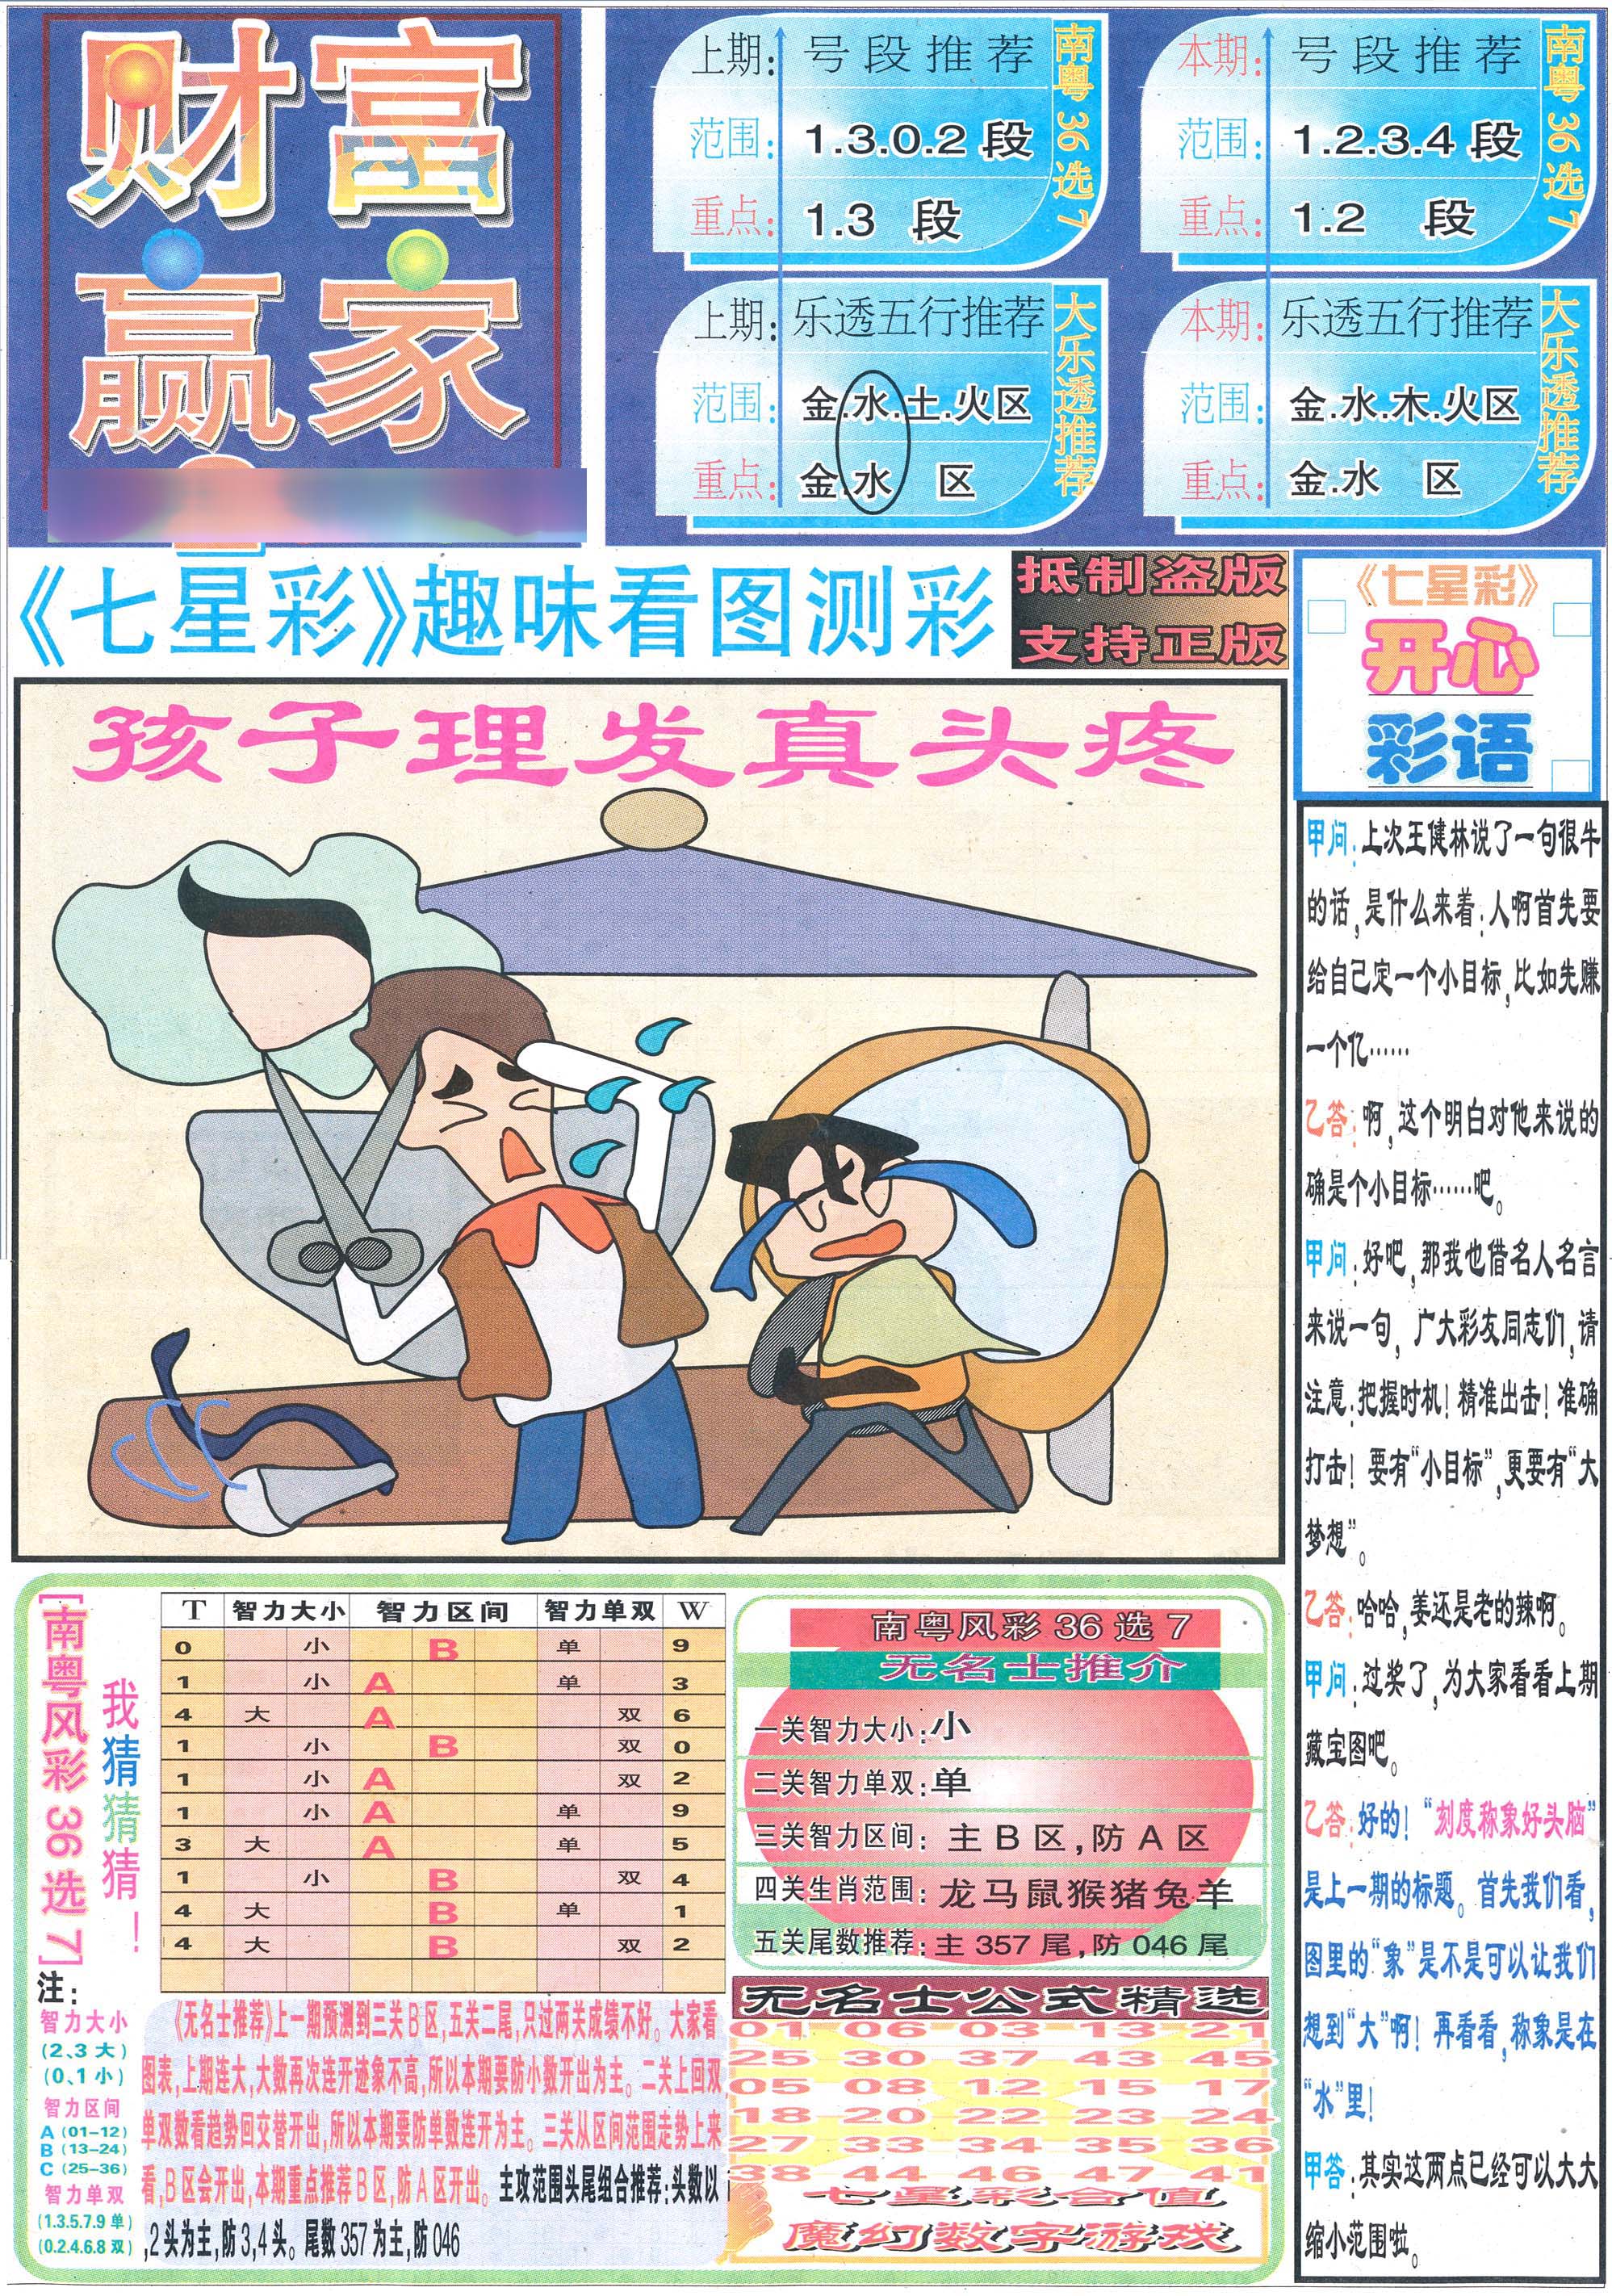 财富
赢家
上期:号段推荐
范围:1.3.0.2段
重点:1.3 段
南粤36选7
本期:号段推荐
范围:1.2.3.4段
重点:1.2 段
南粤36选7
上期:乐透五行推荐
范围:金.水.土.火区
重点:金.水 区
大乐透推荐
本期:乐透五行推荐
范围:金.水.木.火区
重点:金.水 区
大乐透推荐
《七星彩》趣味看图测彩
抵制盗版
支持正版
孩子理发真头疼
《七星彩》
开心
彩语
甲问:上次王健林说了一句很牛
的话,是什么来着:人啊首先要
给自己定一个小目标,比如先赚
一个亿……
乙答:啊,这个明白对他来说的
确是个小目标……吧。
甲问:好吧,那我也借名人名言
来说一句,广大彩友同志们,请
注意:把握时机!精准出击!准确
打击!要有“小目标”,更要有“大
梦想”。
乙答:哈哈,姜还是老的辣啊。
甲问:过奖了,为大家看看上期
藏宝图吧。
乙答:好的!“刻度称象好头脑”
是上一期的标题。首先我们看,
图里的“象”是不是可以让我们
想到“大”啊!再看看,称象是在
“水”里!
甲答:其实这两点已经可以大大
缩小范围啦。
[南粤风彩36选7]
我猜猜猜!
注:
智力大小
(2、3大)
(0、1小)
智力区间
A(01-12)
B(13-24)
C(25-36)
智力单双
(1.3.5.7.9单)
(0.2.4.6.8双)
T 智力大小 智力区间 智力单双 W
0 小 B 单 9
1 小 A 单 3
4 大 A 双 6
1 小 B 双 0
1 小 A 双 2
1 小 A 单 9
3 大 A 单 5
1 小 B 双 4
4 大 B 单 1
4 大 B 双 2
《无名士推荐》上一期预测到三关B区,五关二尾,只过两关成绩不好。大家看
图表,上期连大,大数再次连开迹象不高,所以本期要防小数开出为主。二关上回双,
单双数看趋势回交替开出,所以本期要防单数连开为主。三关从区间范围走势上来
看,B区会开出,本期重点推荐B区,防A区开出。主攻范围头尾组合推荐:头数以
,2头为主,防3,4头。尾数357为主,防046
南粤风彩36选7
无名士推介
一关智力大小:小
二关智力单双:单
三关智力区间:主B区,防A区
四关生肖范围:龙马鼠猴猪兔羊
五关尾数推荐:主357尾,防046尾
无名士公式精选
01 06 03 13 21
25 30 37 43 45
05 08 12 15 17
18 20 22 23 24
27 33 34 35 36
38 44 46 47 41
七星彩合值
魔幻数字游戏